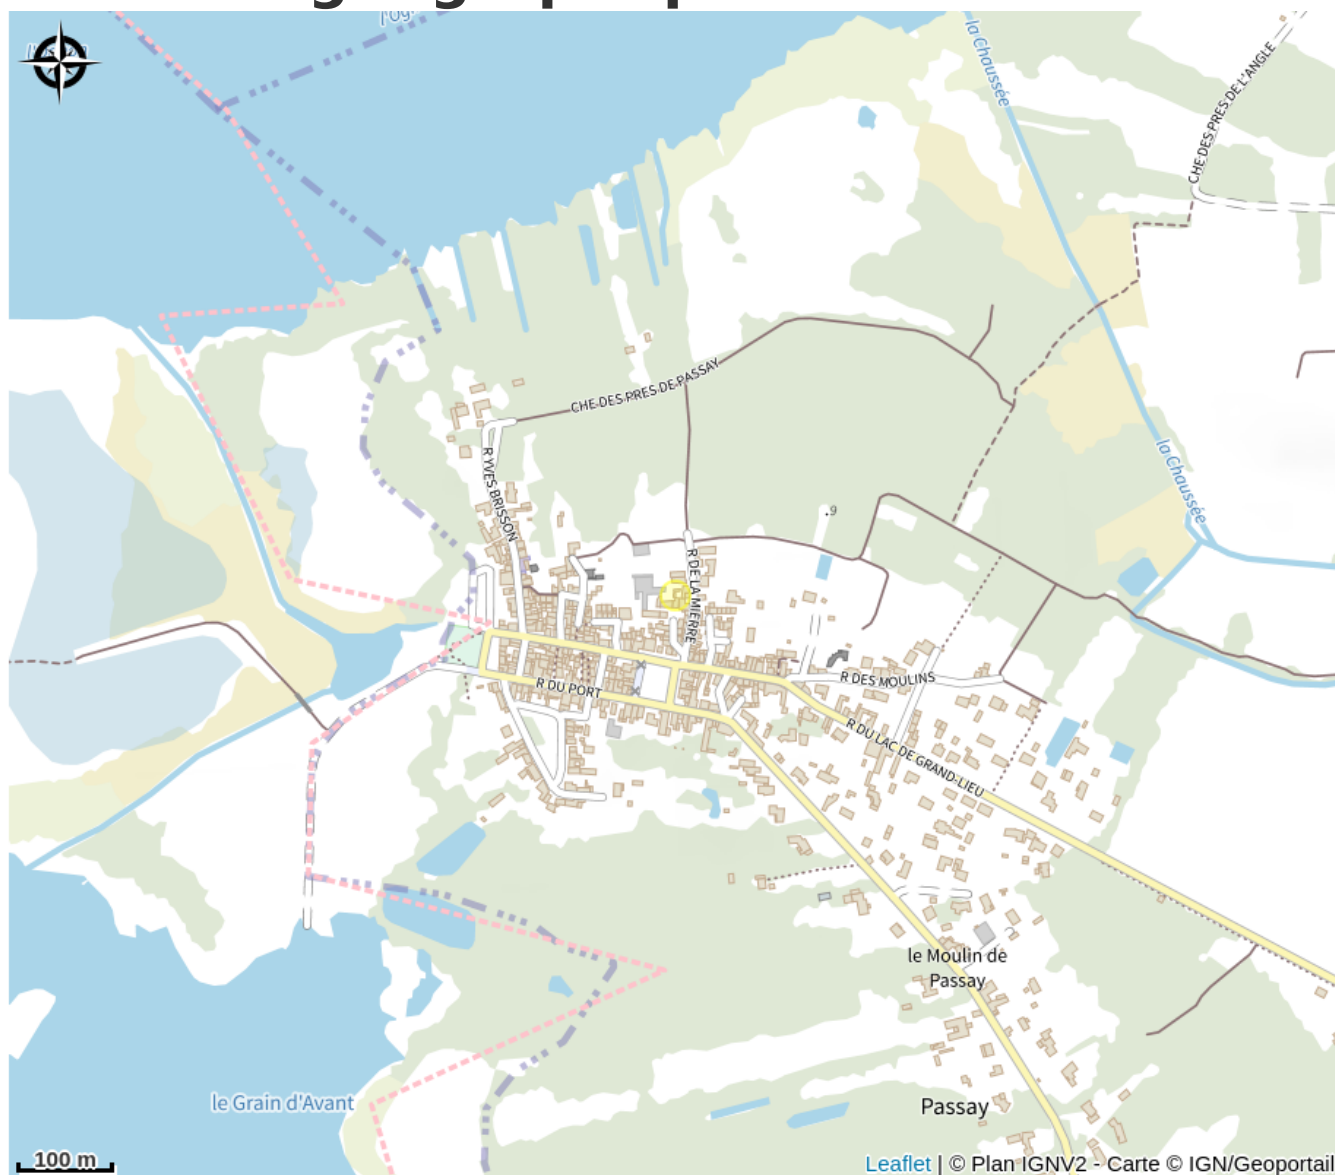 la Chaussée
CHE DES PRES DE L'ANGLE
CHE DES PRES DE PASSAY
R YVES BRISSON
la Chaussée
9
R DE LA MIERRE
R DU PORT
R DES MOULINS
R DU LAC DE GRAND-LIEU
le Moulin de
Passay
le Grain d'Avant
Passay
100 m
Leaflet | © Plan IGNV2 - Carte © IGN/Geoportail